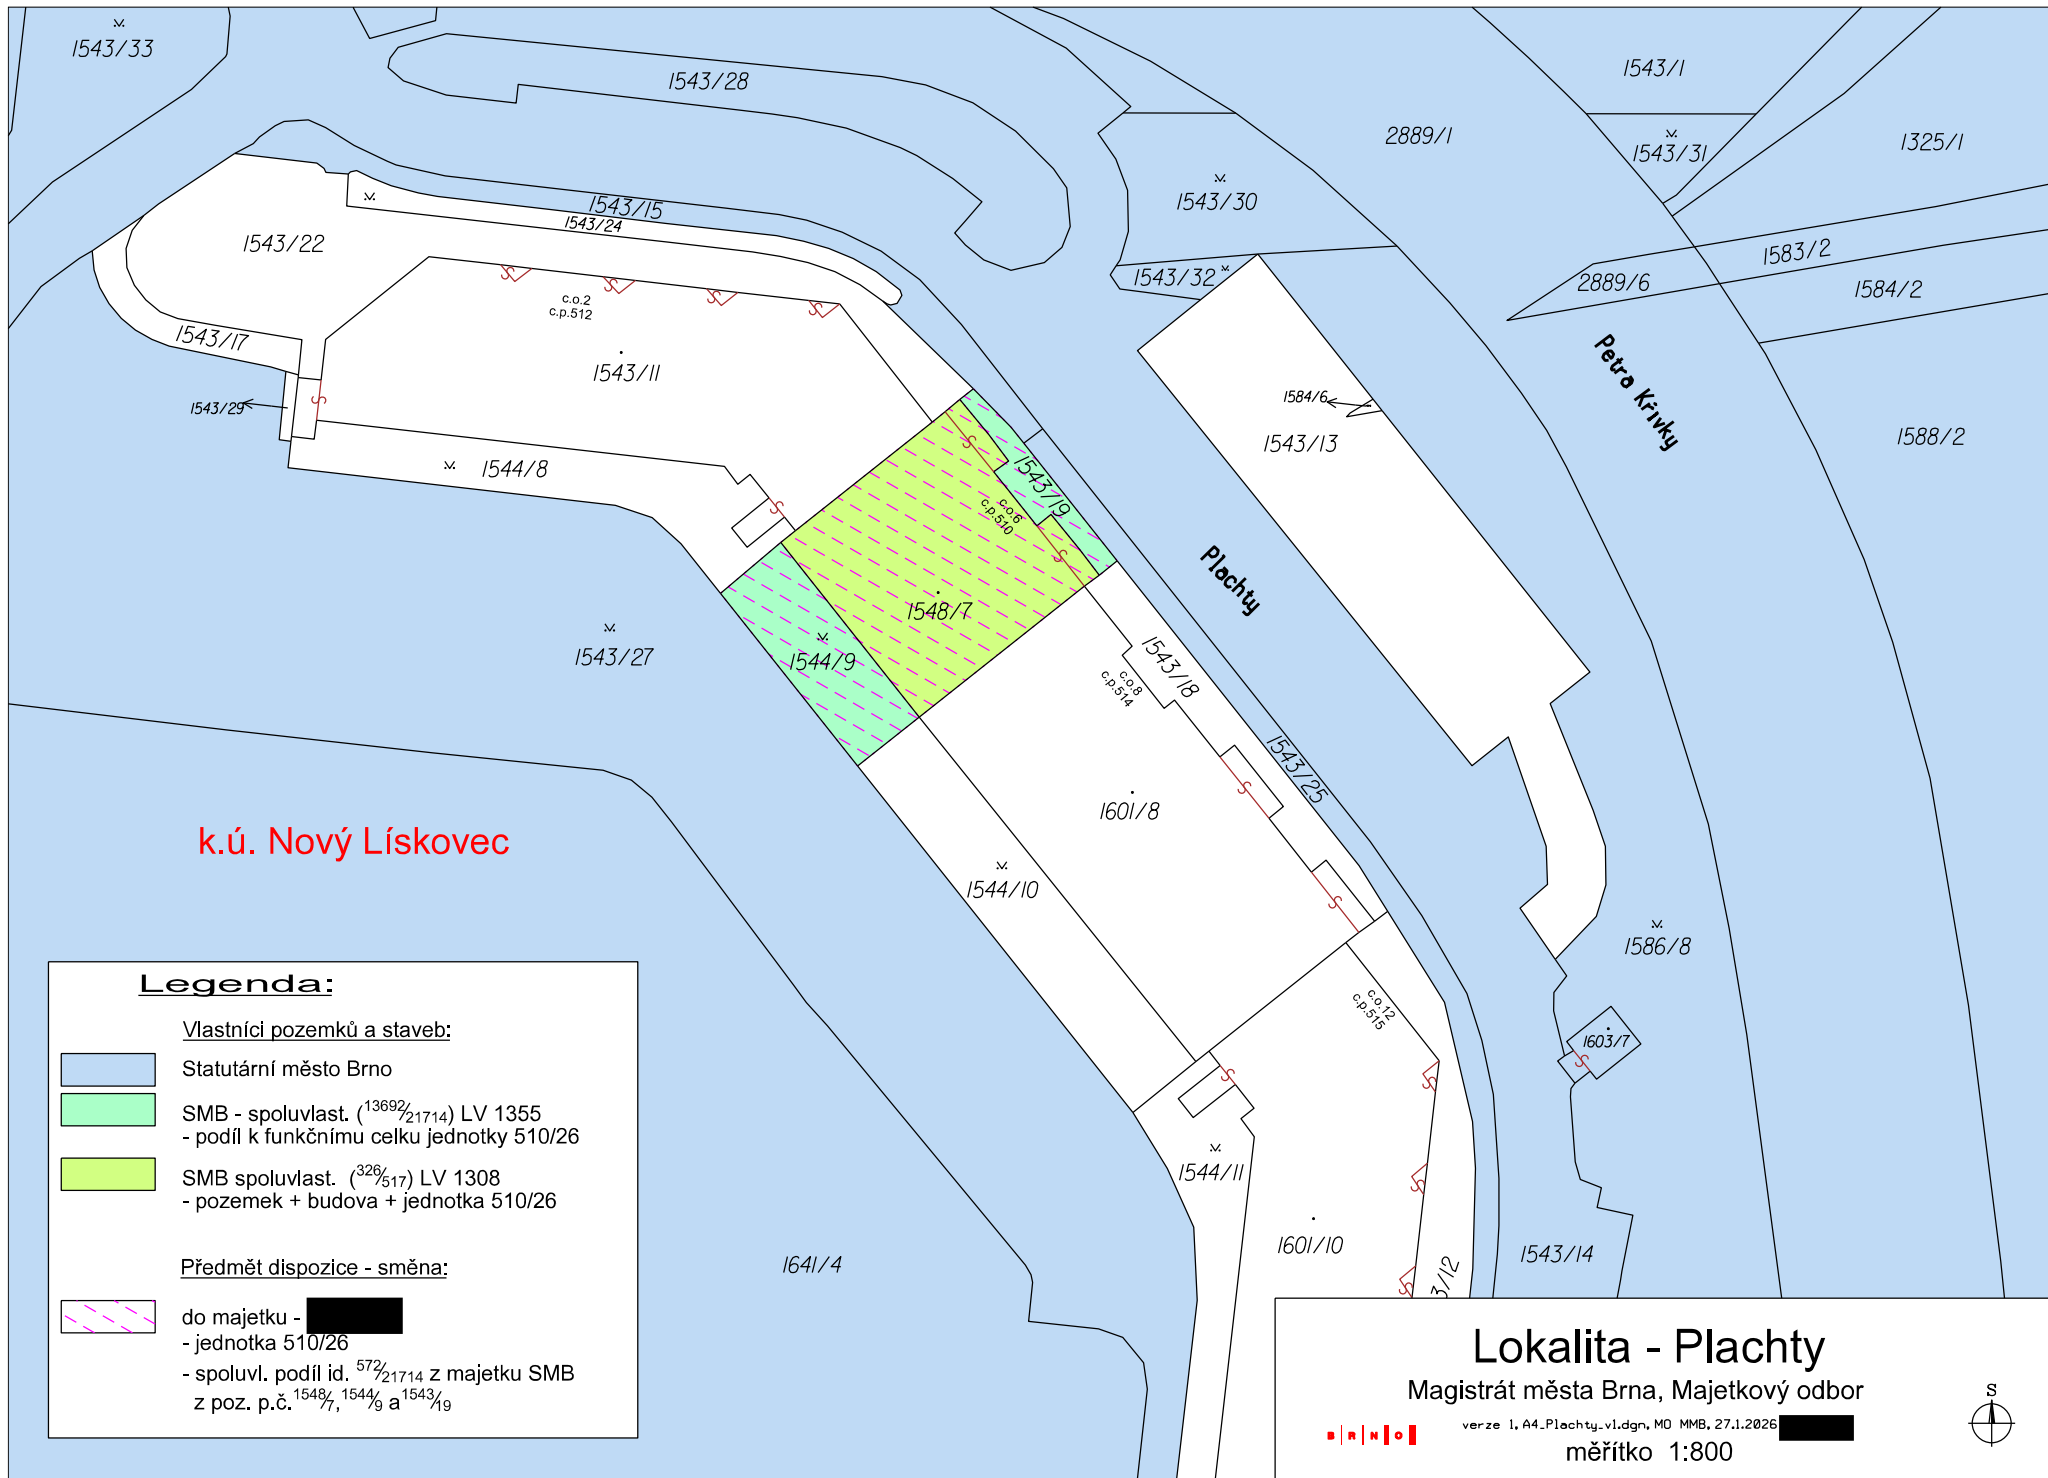 1543/33
1543/28
1543/1
2889/1
1543/31
1325/1
1543/30
1543/15
1543/24
1543/22
1583/2
1543/32
2889/6
1584/2
c.o.2
c.p.512
1543/17
1543/11
Petra Křivky
1543/29
1584/6
1543/13
1588/2
1544/8
1543/19
c.o.6
c.p.510
Plachty
1548/7
1543/27
1544/9
1543/18
c.o.8
c.p.514
1543/25
1601/8
k.ú. Nový Lískovec
1544/10
1586/8
c.o.12
c.p.515
1603/7
1544/11
1601/10
1543/14
1641/4
3/12
Legenda:
Vlastníci pozemků a staveb:
Statutární město Brno
SMB - spoluvlast. (13692/21714) LV 1355
- podíl k funkčnímu celku jednotky 510/26
SMB spoluvlast. (326/517) LV 1308
- pozemek + budova + jednotka 510/26
Předmět dispozice - směna:
do majetku -
- jednotka 510/26
- spoluvl. podíl id. 572/21714 z majetku SMB
z poz. p.č. 1548/7, 1544/9 a 1543/19
Lokalita - Plachty
Magistrát města Brna, Majetkový odbor
verze 1, A4_Plachty_v1.dgn, MO MMB, 27.1.2026
měřítko 1:800
BRNO
S